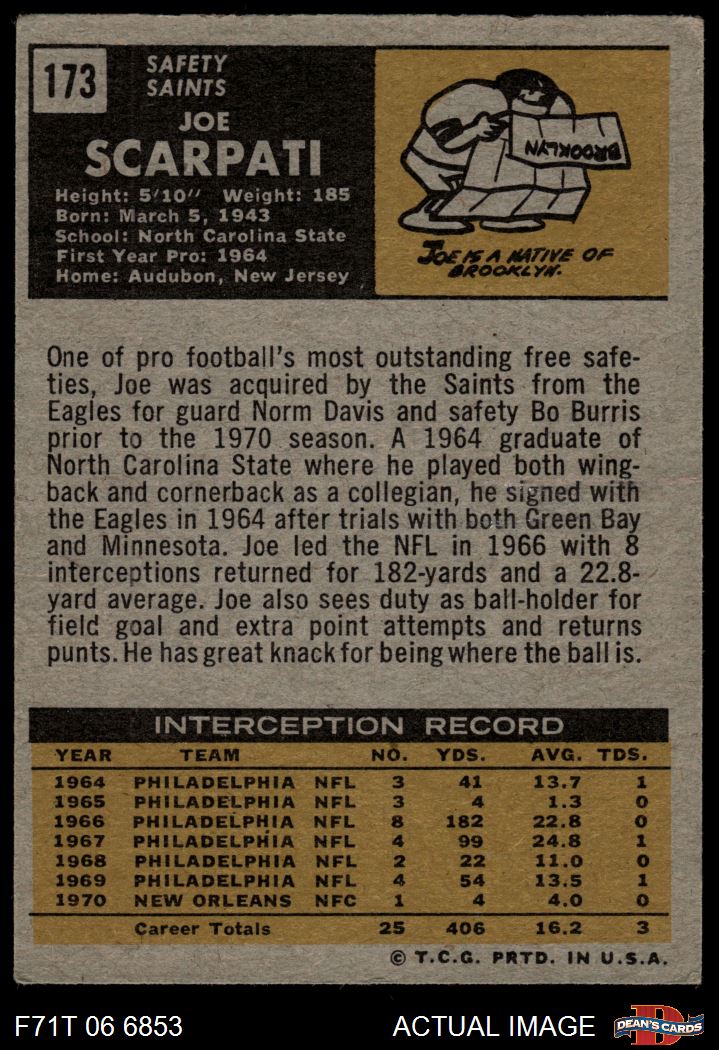 173
SAFETY
SAINTS
JOE
SCARPATI
Height: 5'10" Weight: 185
Born: March 5, 1943
School: North Carolina State
First Year Pro: 1964
Home: Audubon, New Jersey
BROOKLYN
JOE IS A NATIVE OF
BROOKLYN.
One of pro football's most outstanding free safe-
ties, Joe was acquired by the Saints from the
Eagles for guard Norm Davis and safety Bo Burris
prior to the 1970 season. A 1964 graduate of
North Carolina State where he played both wing-
back and cornerback as a collegian, he signed with
the Eagles in 1964 after trials with both Green Bay
and Minnesota. Joe led the NFL in 1966 with 8
interceptions returned for 182-yards and a 22.8-
yard average. Joe also sees duty as ball-holder for
field goal and extra point attempts and returns
punts. He has great knack for being where the ball is.
INTERCEPTION RECORD
YEAR TEAM NO. YDS. AVG. TDS.
1964 PHILADELPHIA NFL 3 41 13.7 1
1965 PHILADELPHIA NFL 3 4 1.3 0
1966 PHILADELPHIA NFL 8 182 22.8 0
1967 PHILADELPHIA NFL 4 99 24.8 1
1968 PHILADELPHIA NFL 2 22 11.0 0
1969 PHILADELPHIA NFL 4 54 13.5 1
1970 NEW ORLEANS NFC 1 4 4.0 0
Career Totals 25 406 16.2 3
© T.C.G. PRTD. IN U.S.A.
F71T 06 6853 ACTUAL IMAGE
D
DEAN'S CARDS